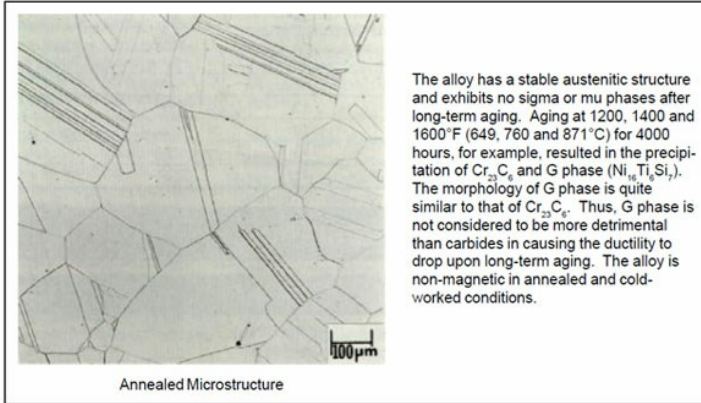 The alloy has a stable austenitic structure
and exhibits no sigma or mu phases after
long-term aging.  Aging at 1200, 1400 and
1600°F (649, 760 and 871°C) for 4000
hours, for example, resulted in the precipi-
tation of Cr₂₃C₆ and G phase (Ni₁₆Ti₆Si₇).
The morphology of G phase is quite
similar to that of Cr₂₃C₆.  Thus, G phase is
not considered to be more detrimental
than carbides in causing the ductility to
drop upon long-term aging.  The alloy is
non-magnetic in annealed and cold-
worked conditions.
100μm
Annealed Microstructure